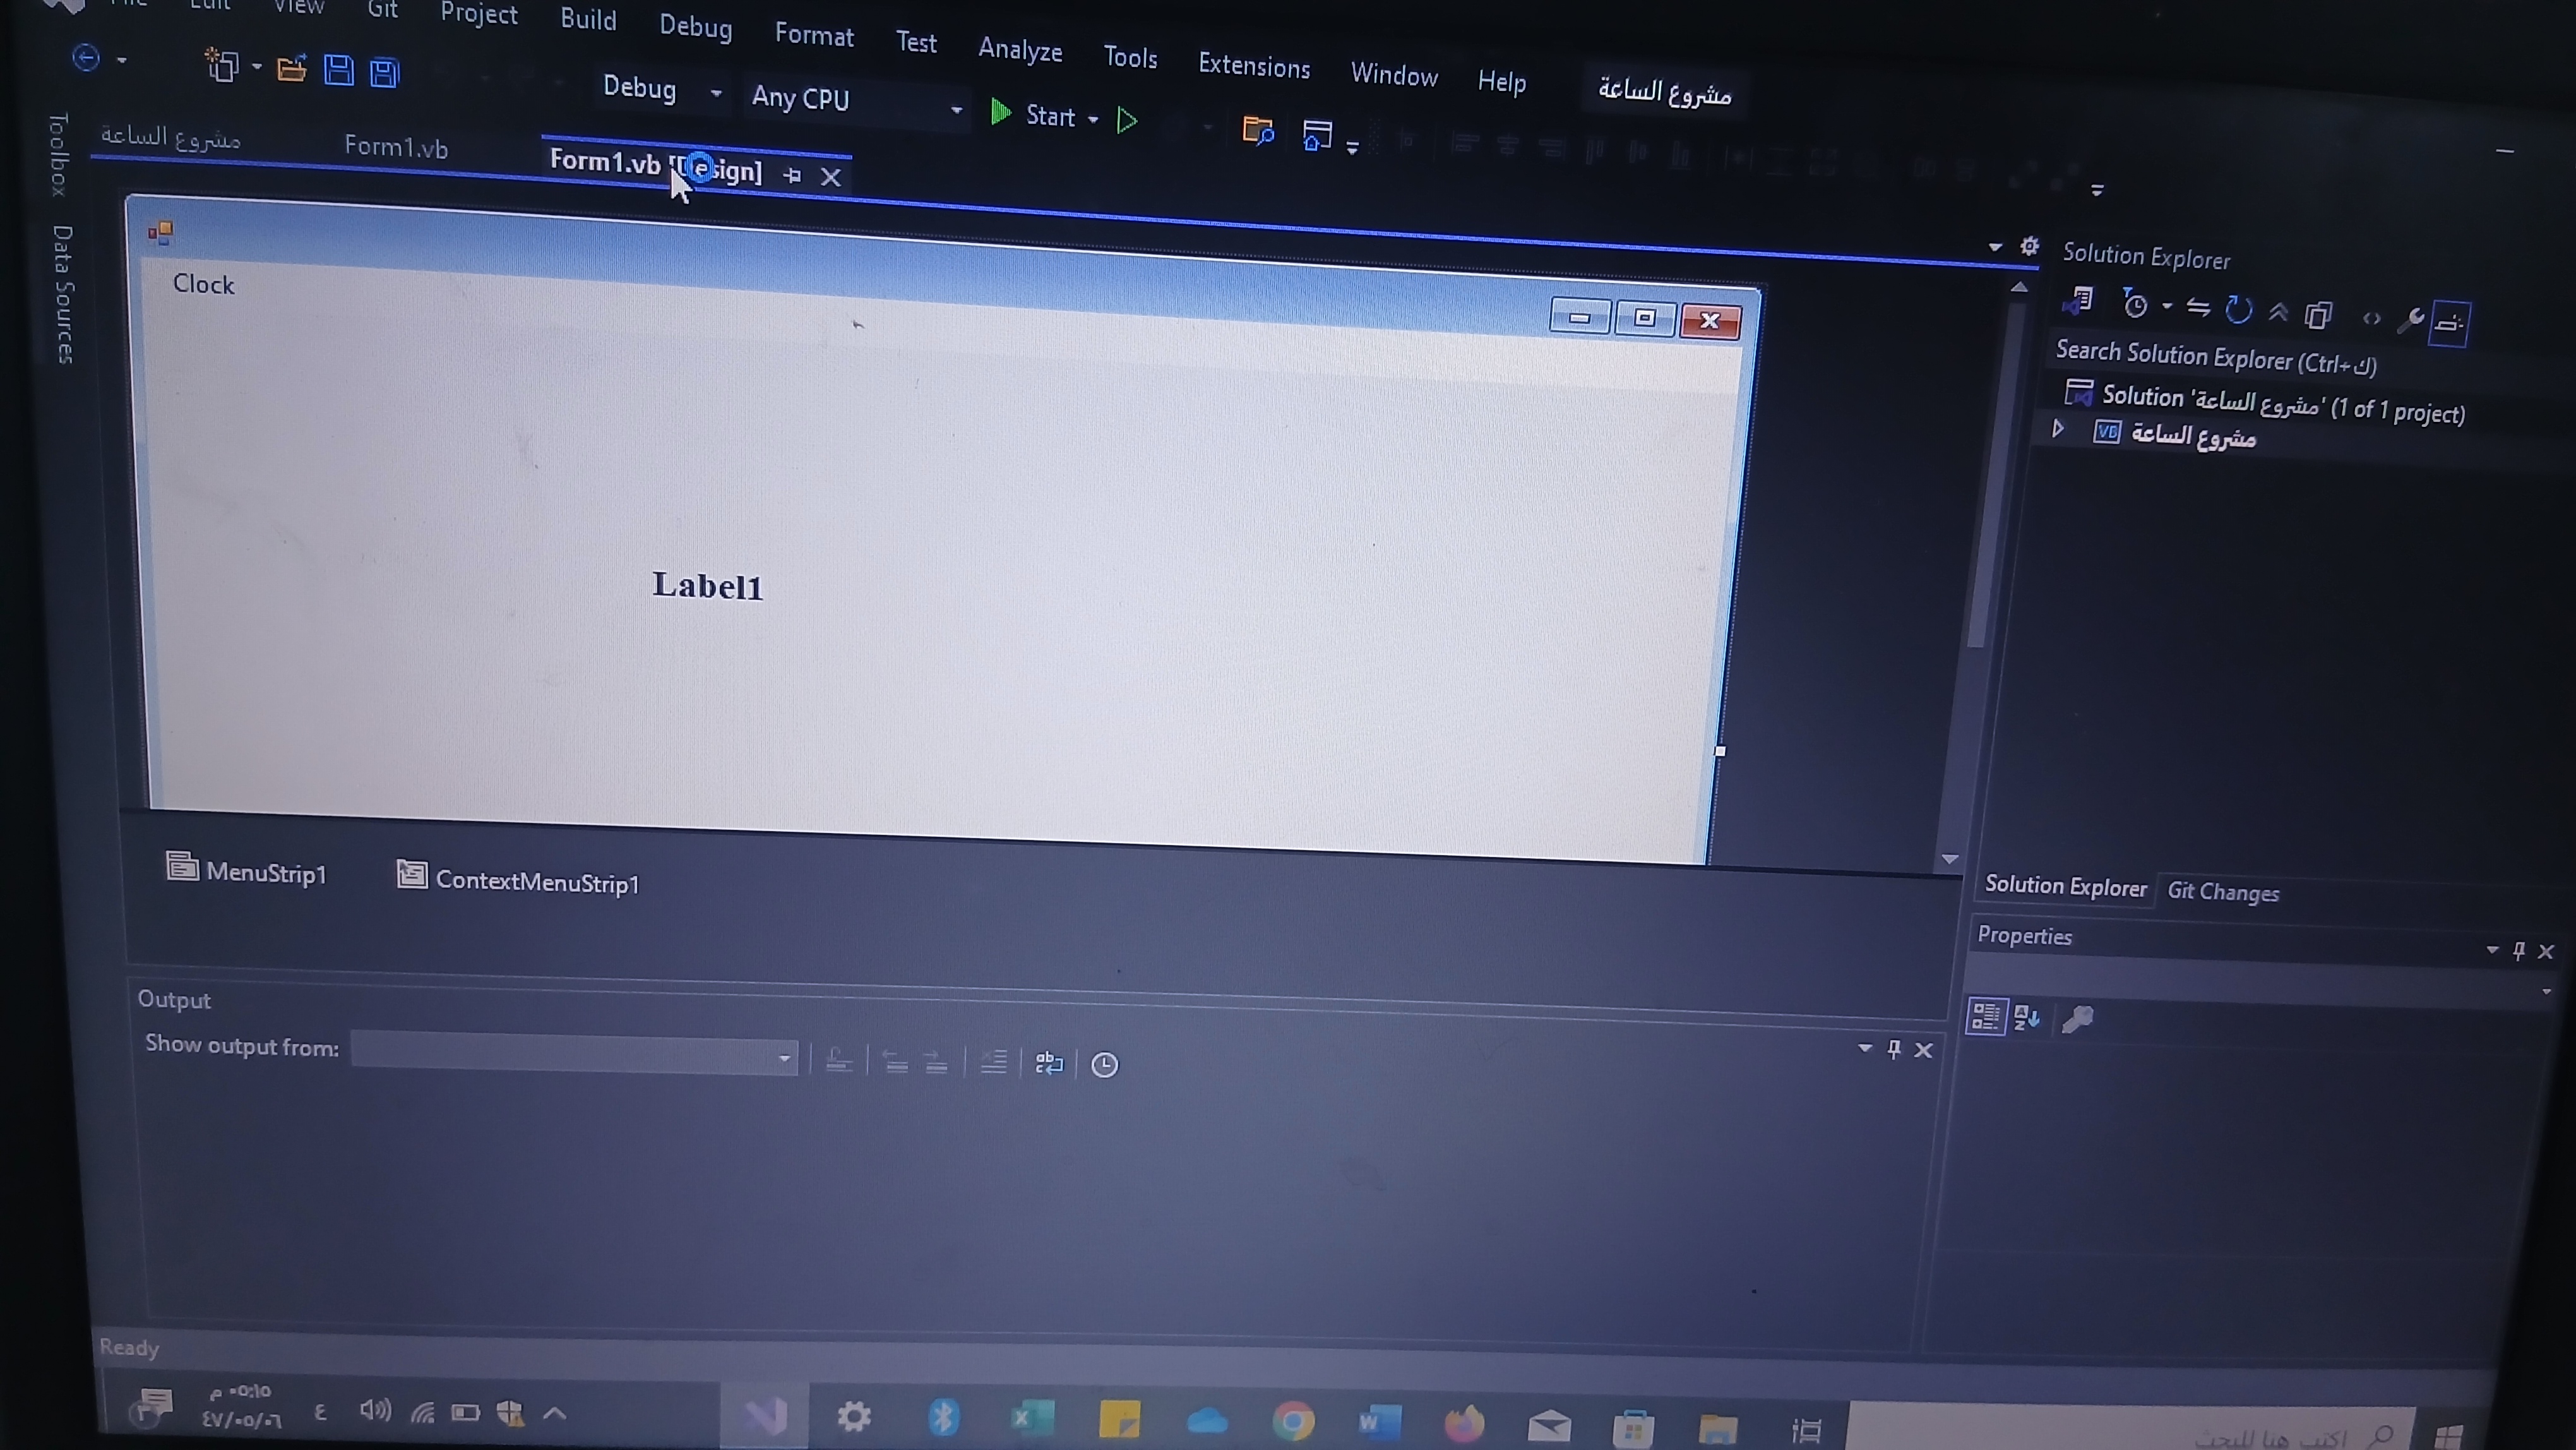 Edit View Git Project Build Debug Format Test Analyze Tools Extensions Window Help مشروع الساعة
Debug Any CPU Start
مشروع الساعة Form1.vb Form1.vb
Toolbox
Data Sources
Clock
Label1
MenuStrip1 ContextMenuStrip1
Output
Show output from:
Solution Explorer
Search Solution Explorer (Ctrl+ك)
Solution 'مشروع الساعة' (1 of 1 project)
VB مشروع الساعة
Solution Explorer Git Changes
Properties
Ready
٠٥:١٥ م
٤٧/٠٥/٠٦
ع
اكتب هنا للبحث